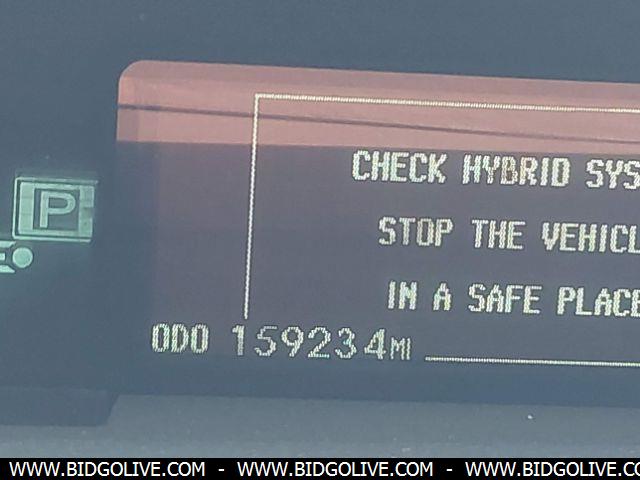 CHECK HYBRID SYS
P
STOP THE VEHICL
IN A SAFE PLACE
ODO 159234MI
WWW.BIDGOLIVE.COM - WWW.BIDGOLIVE.COM - WWW.BIDGOLIVE.COM